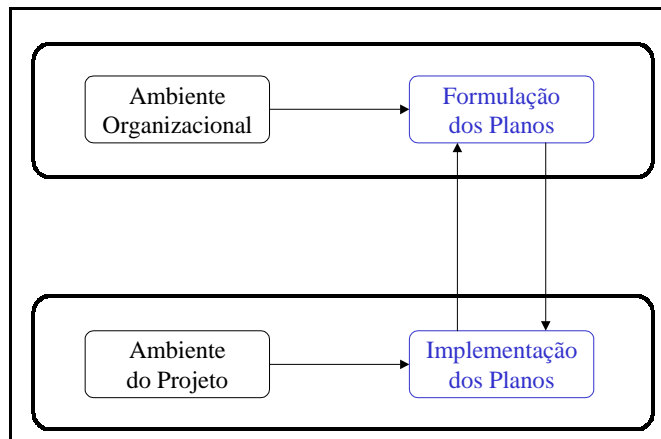 Ambiente
Organizacional
Formulação
dos Planos
Ambiente
do Projeto
Implementação
dos Planos